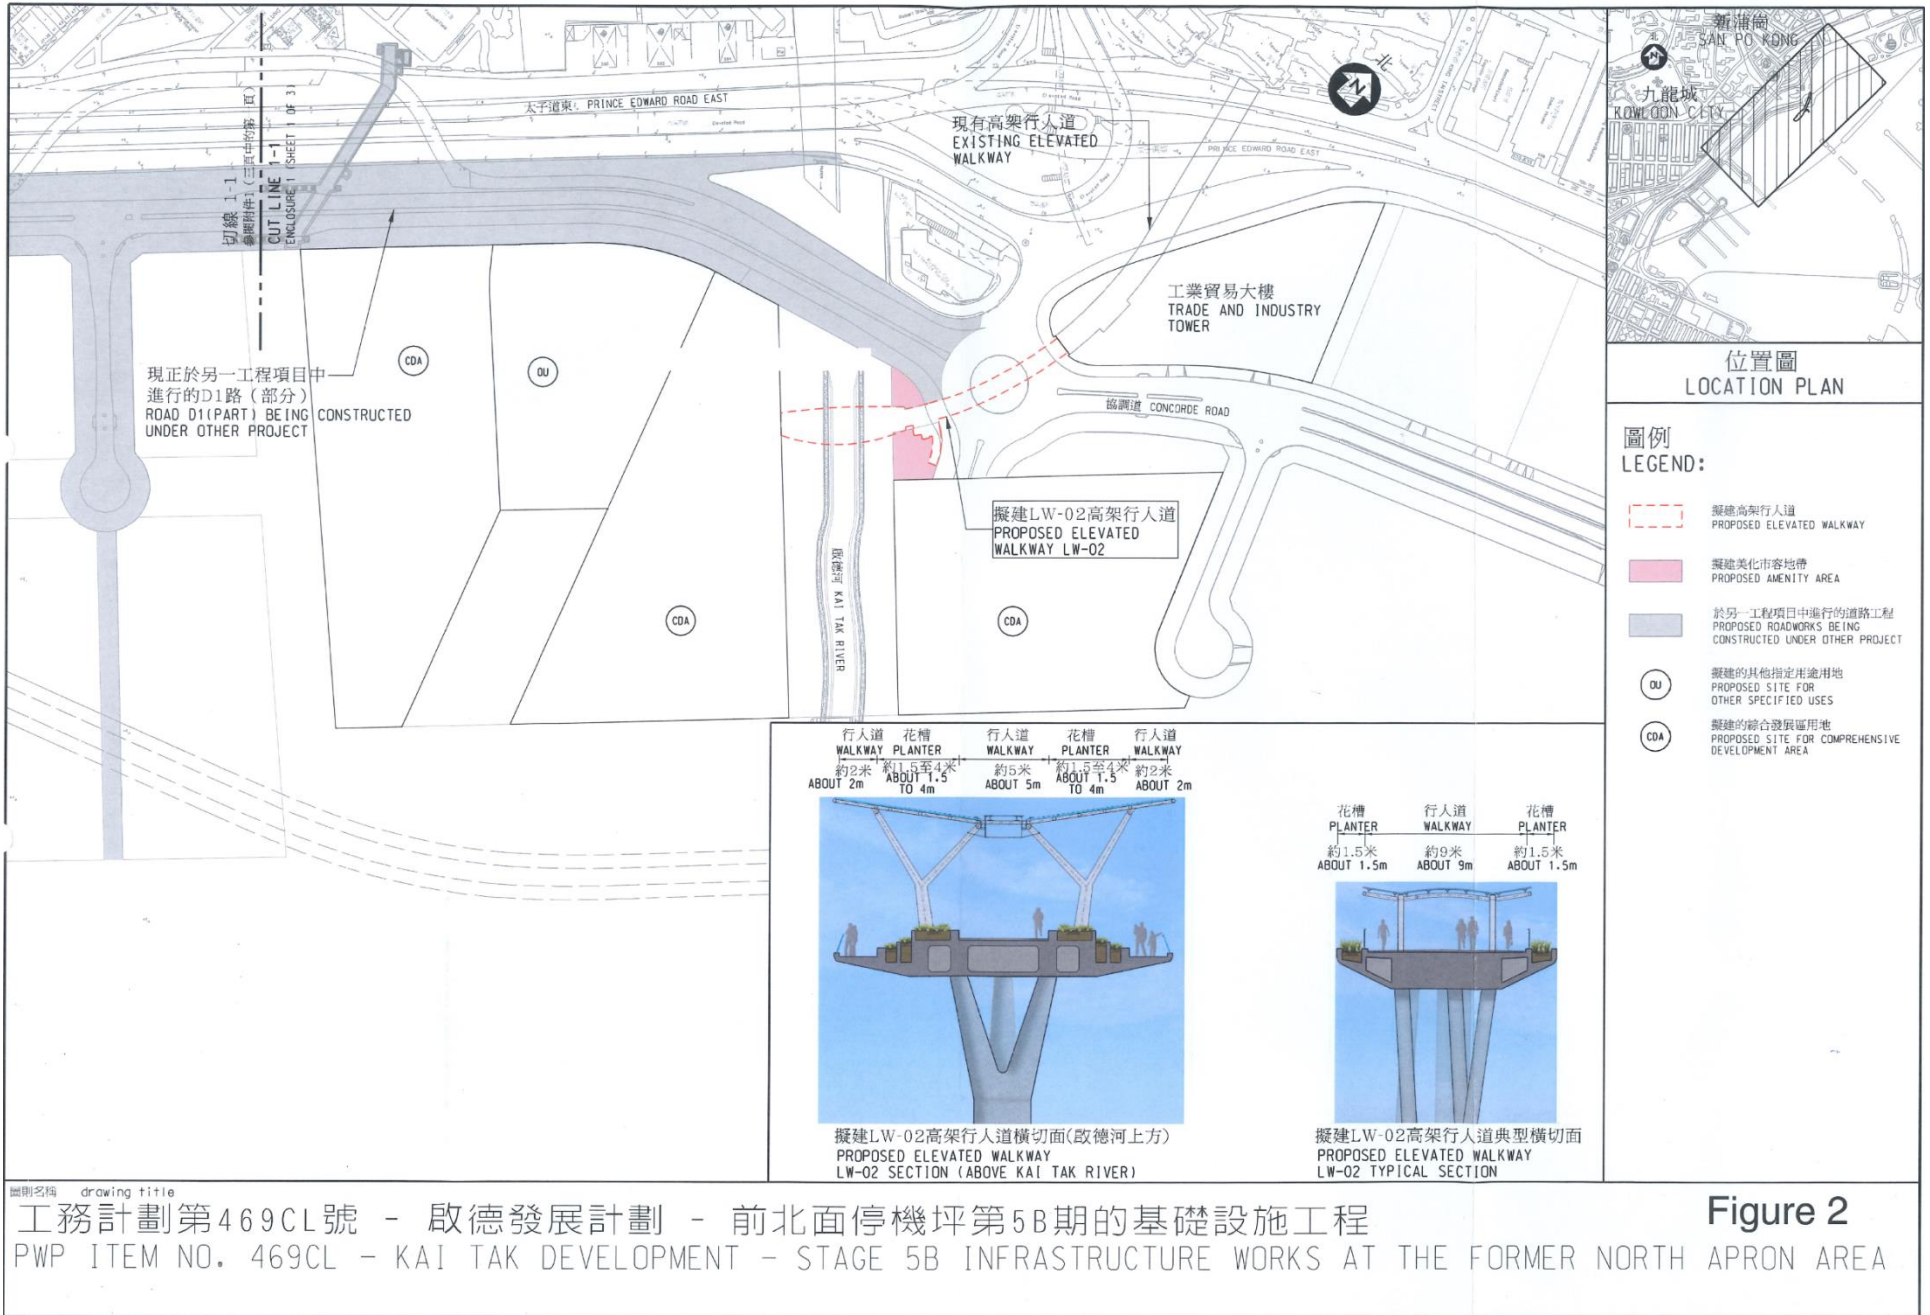 太子道東 PRINCE EDWARD ROAD EAST
現有高架行人道
EXISTING ELEVATED
WALKWAY
北
N
PRINCE EDWARD ROAD EAST
切線 1-1
CUT LINE 1-1
ENCLOSURE 1 (SHEET 1 OF 3)
工業貿易大樓
TRADE AND INDUSTRY
TOWER
現正於另一工程項目中
進行的D1路(部分)
ROAD D1(PART) BEING CONSTRUCTED
UNDER OTHER PROJECT
CDA
OU
協調道 CONCORDE ROAD
擬建LW-02高架行人道
PROPOSED ELEVATED
WALKWAY LW-02
啟德河 KAI TAK RIVER
CDA
CDA
新蒲崗
SAN PO KONG
北
N
九龍城
KOWLOON CITY
位置圖
LOCATION PLAN
圖例
LEGEND:
擬建高架行人道
PROPOSED ELEVATED WALKWAY
擬建美化市容地帶
PROPOSED AMENITY AREA
於另一工程項目中進行的道路工程
PROPOSED ROADWORKS BEING
CONSTRUCTED UNDER OTHER PROJECT
OU
擬建的其他指定用途用地
PROPOSED SITE FOR
OTHER SPECIFIED USES
CDA
擬建的綜合發展區用地
PROPOSED SITE FOR COMPREHENSIVE
DEVELOPMENT AREA
行人道 花槽 行人道 花槽 行人道
WALKWAY PLANTER WALKWAY PLANTER WALKWAY
約2米 約1.5至4米 約5米 約1.5至4米 約2米
ABOUT 2m ABOUT 1.5 TO 4m ABOUT 5m ABOUT 1.5 TO 4m ABOUT 2m
擬建LW-02高架行人道橫切面(啟德河上方)
PROPOSED ELEVATED WALKWAY
LW-02 SECTION (ABOVE KAI TAK RIVER)
花槽 行人道 花槽
PLANTER WALKWAY PLANTER
約1.5米 約9米 約1.5米
ABOUT 1.5m ABOUT 9m ABOUT 1.5m
擬建LW-02高架行人道典型橫切面
PROPOSED ELEVATED WALKWAY
LW-02 TYPICAL SECTION
圖則名稱 drawing title
工務計劃第469CL號 - 啟德發展計劃 - 前北面停機坪第5B期的基礎設施工程
PWP ITEM NO. 469CL - KAI TAK DEVELOPMENT - STAGE 5B INFRASTRUCTURE WORKS AT THE FORMER NORTH APRON AREA
Figure 2